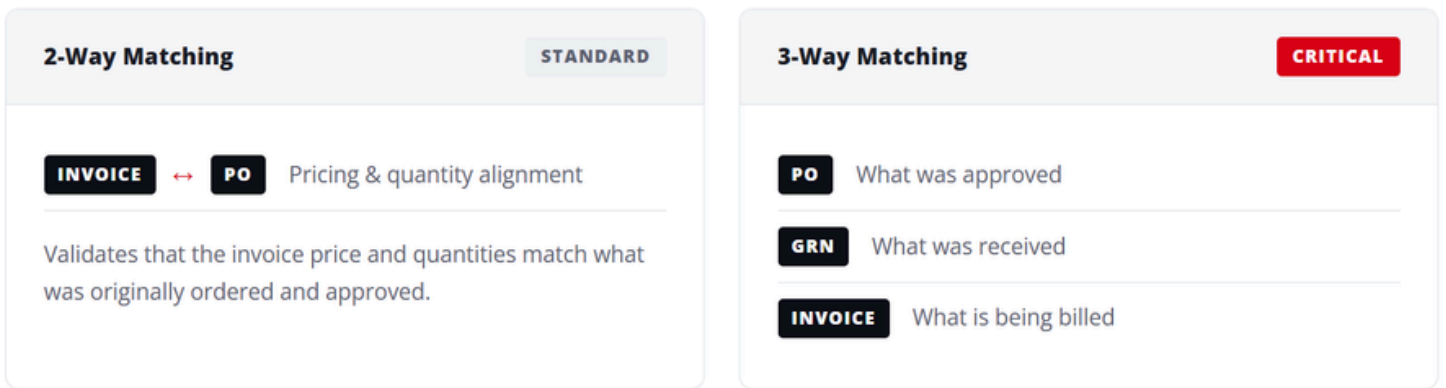 2-Way Matching
STANDARD
INVOICE ↔ PO Pricing & quantity alignment
Validates that the invoice price and quantities match what
was originally ordered and approved.
3-Way Matching
CRITICAL
PO What was approved
GRN What was received
INVOICE What is being billed